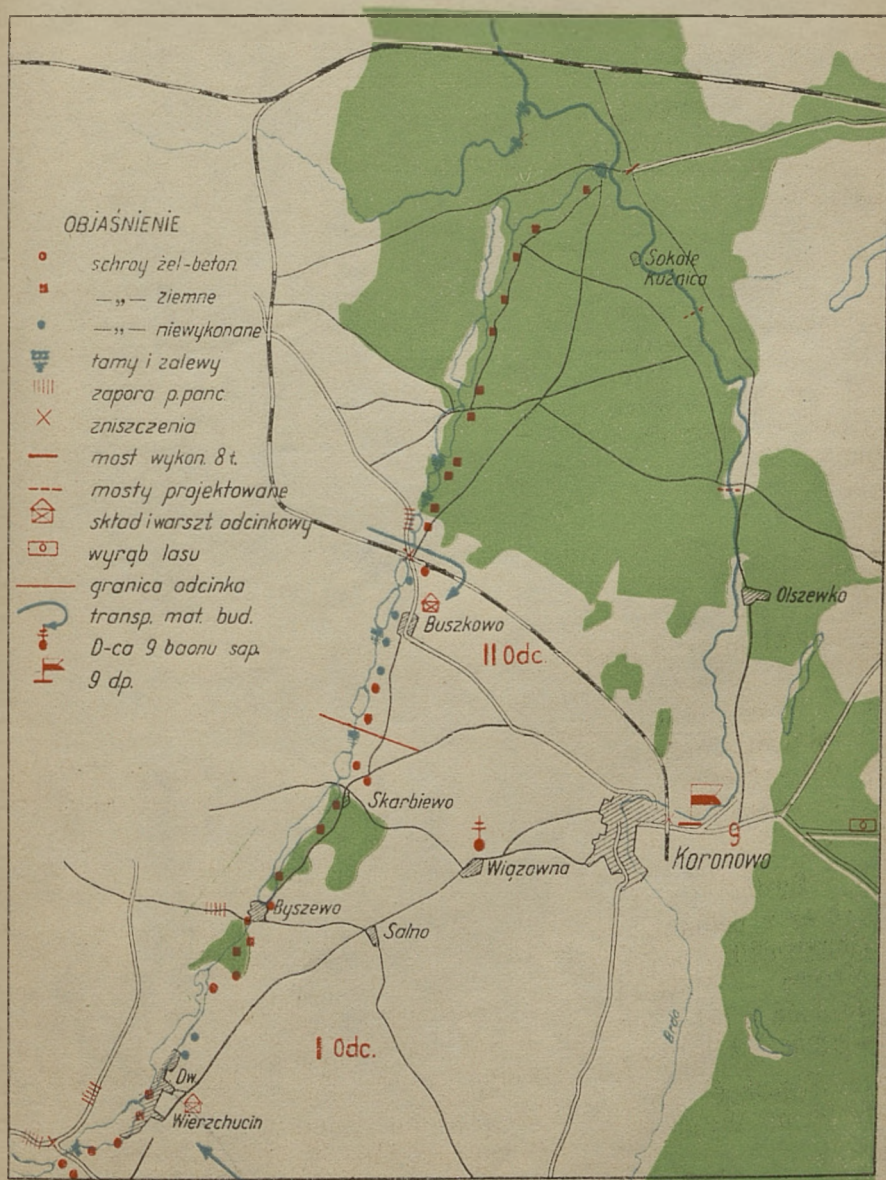 OBJAŚNIENIE
schroy żel-beton
—„— ziemne
—„— niewykonane
tamy i zalewy
zapora p.panc.
zniszczenia
most wykon. 8 t.
mosty projektowane
skład i warszt odcinkowy
wyrąb lasu
granica odcinka
transp. mat. bud.
D-ca 9 baonu sap.
9 dp.
Sokole
Kuźnica
Olszewko
Buszkowo
II Odc.
Skarbiewo
Wiązowna
9
Koronowo
Byszewo
Salno
I Odc.
Brda
Dw.
Wierzchucin